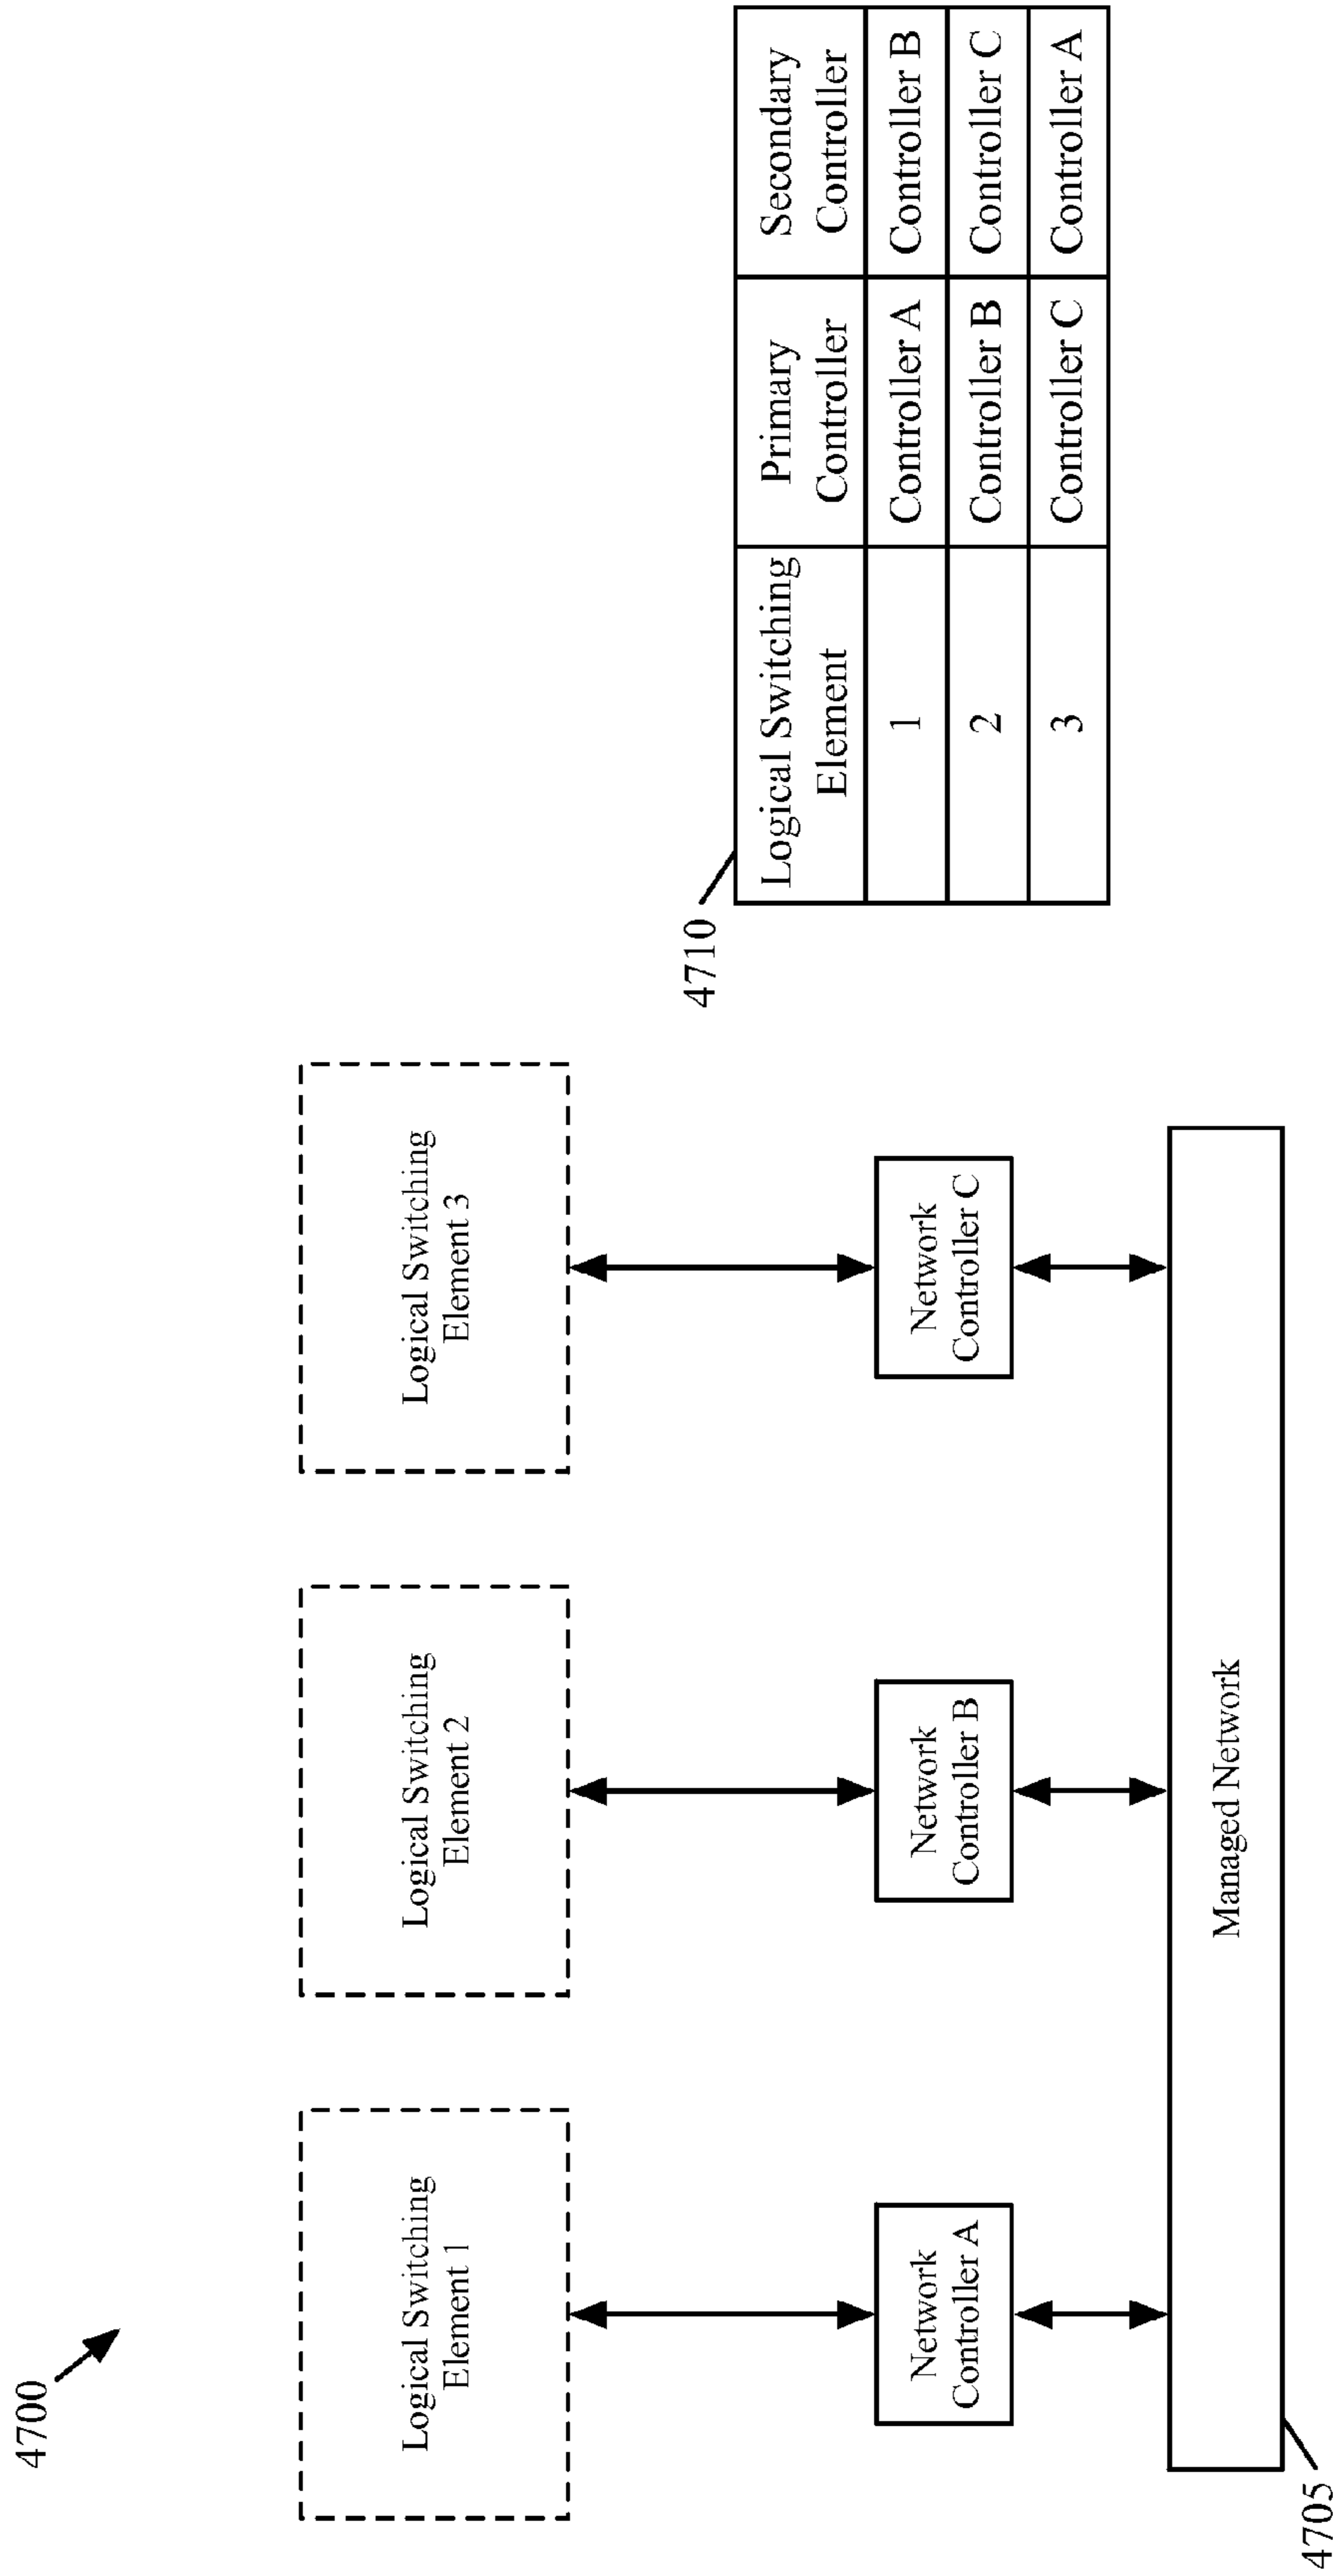 4700
Logical Switching
Element 1
Logical Switching
Element 2
Logical Switching
Element 3
Network
Controller A
Network
Controller B
Network
Controller C
Managed Network
4705
4710
Logical Switching
Element
Primary
Controller
Secondary
Controller
1 Controller A Controller B
2 Controller B Controller C
3 Controller C Controller A